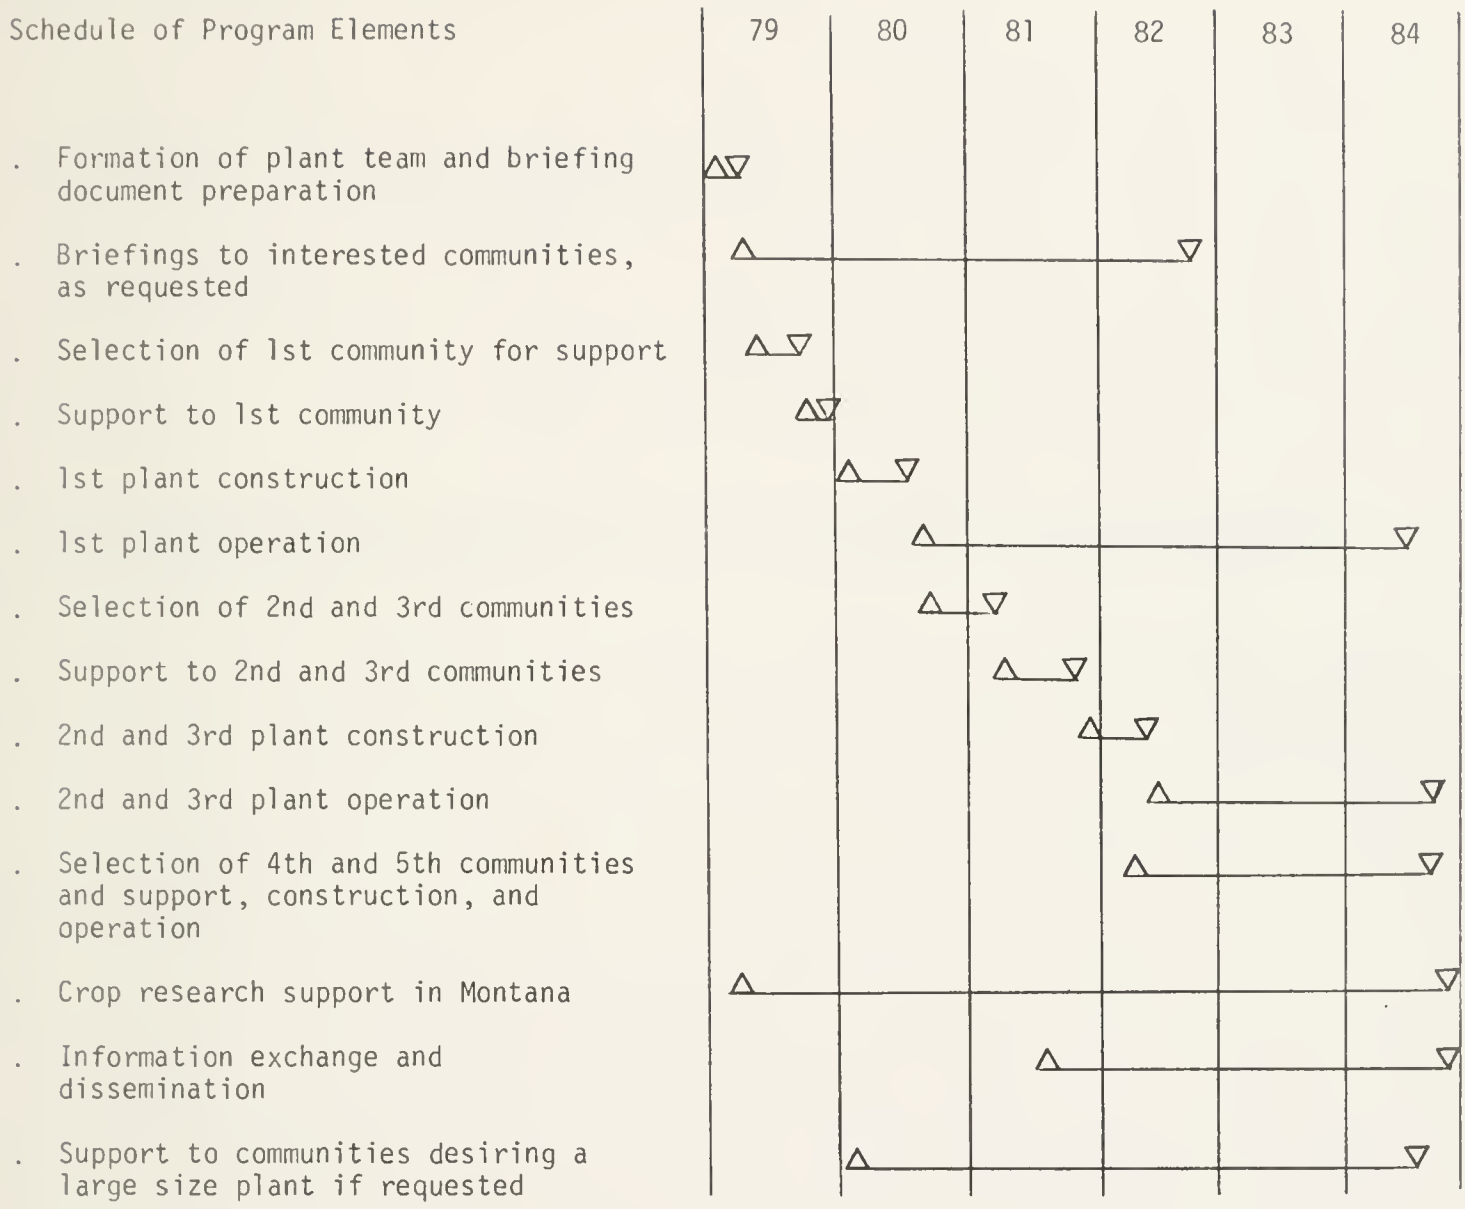 Schedule of Program Elements 79 80 81 82 83 84
. Formation of plant team and briefing
document preparation
. Briefings to interested communities,
as requested
. Selection of 1st community for support
. Support to 1st community
. 1st plant construction
. 1st plant operation
. Selection of 2nd and 3rd communities
. Support to 2nd and 3rd communities
. 2nd and 3rd plant construction
. 2nd and 3rd plant operation
. Selection of 4th and 5th communities
and support, construction, and
operation
. Crop research support in Montana
. Information exchange and
dissemination
. Support to communities desiring a
large size plant if requested